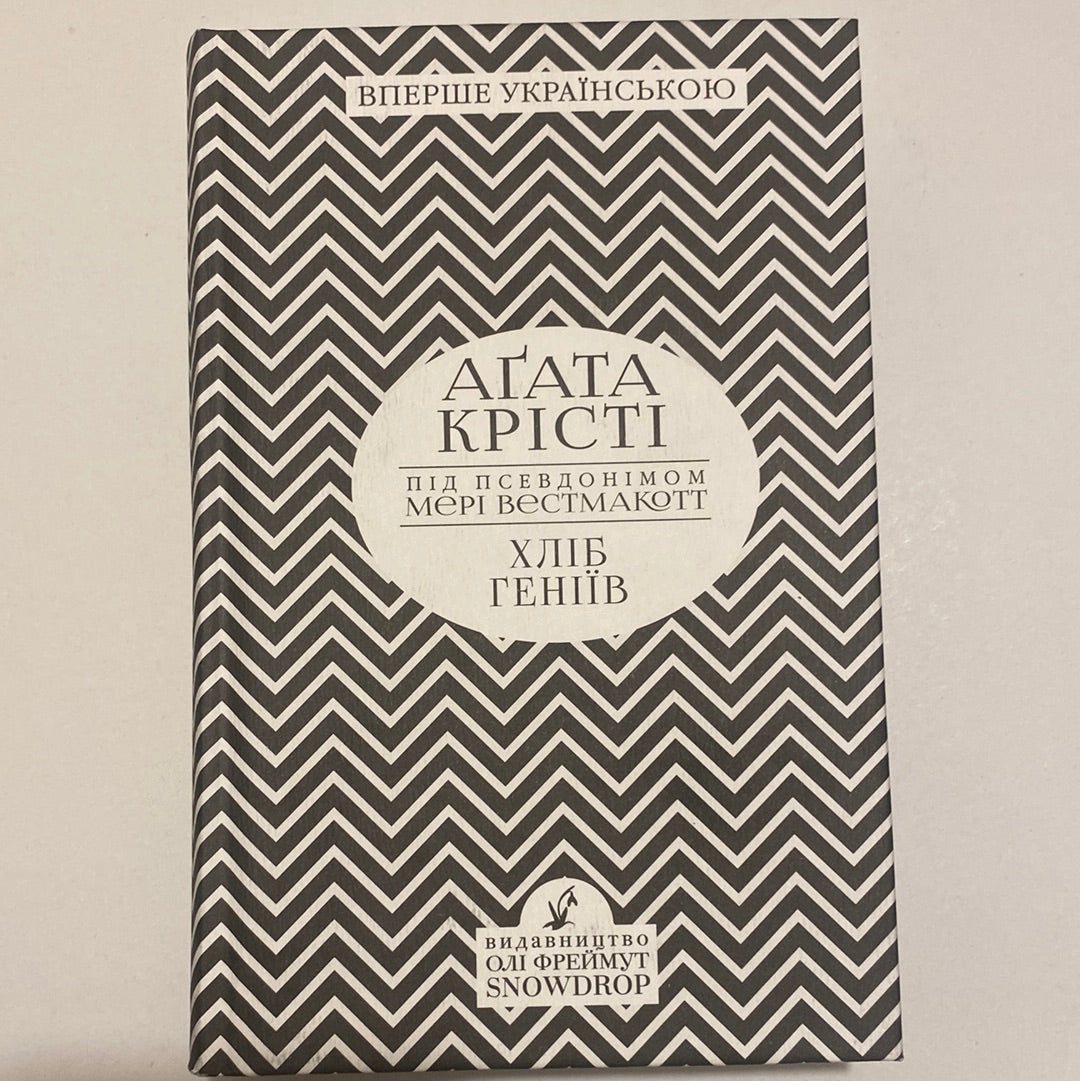 ВПЕРШЕ УКРАЇНСЬКОЮ
АҐАТА
КРІСТІ
ПІД ПСЕВДОНІМОМ
МЕРІ ВЕСТМАКОТТ
ХЛІБ
ГЕНІЇВ
видавництво
ОЛІ ФРЕЙМУТ
SNOWDROP